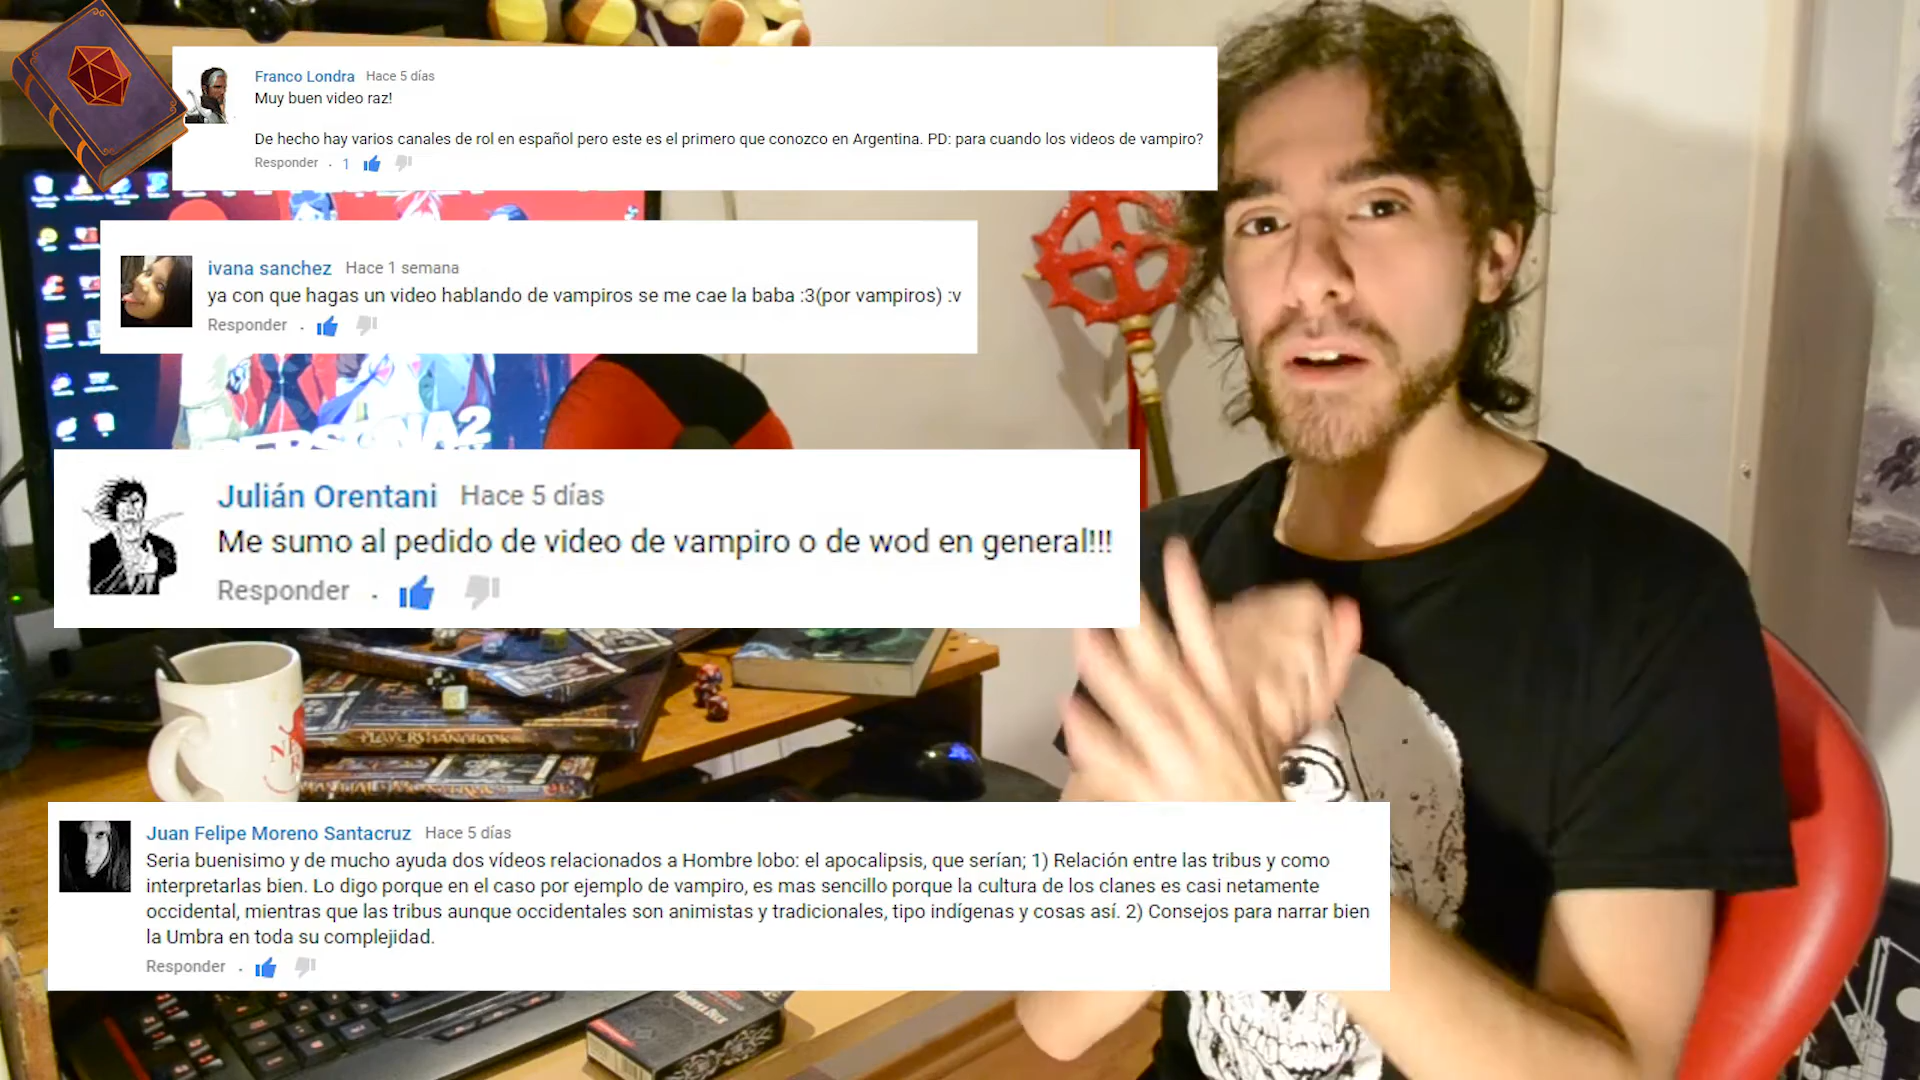 Franco Londra Hace 5 días
Muy buen video raz!
De hecho hay varios canales de rol en español pero este es el primero que conozco en Argentina. PD: para cuando los videos de vampiro?
Responder . 1
ivana sanchez Hace 1 semana
ya con que hagas un video hablando de vampiros se me cae la baba :3(por vampiros) :v
Responder .
PERSONA2
Julián Orentani Hace 5 días
Me sumo al pedido de video de vampiro o de wod en general!!!
Responder .
PLAYER'S HANDBOOK
Juan Felipe Moreno Santacruz Hace 5 días
Seria buenisimo y de mucho ayuda dos vídeos relacionados a Hombre lobo: el apocalipsis, que serían; 1) Relación entre las tribus y como
interpretarlas bien. Lo digo porque en el caso por ejemplo de vampiro, es mas sencillo porque la cultura de los clanes es casi netamente
occidental, mientras que las tribus aunque occidentales son animistas y tradicionales, tipo indígenas y cosas así. 2) Consejos para narrar bien
la Umbra en toda su complejidad.
Responder .